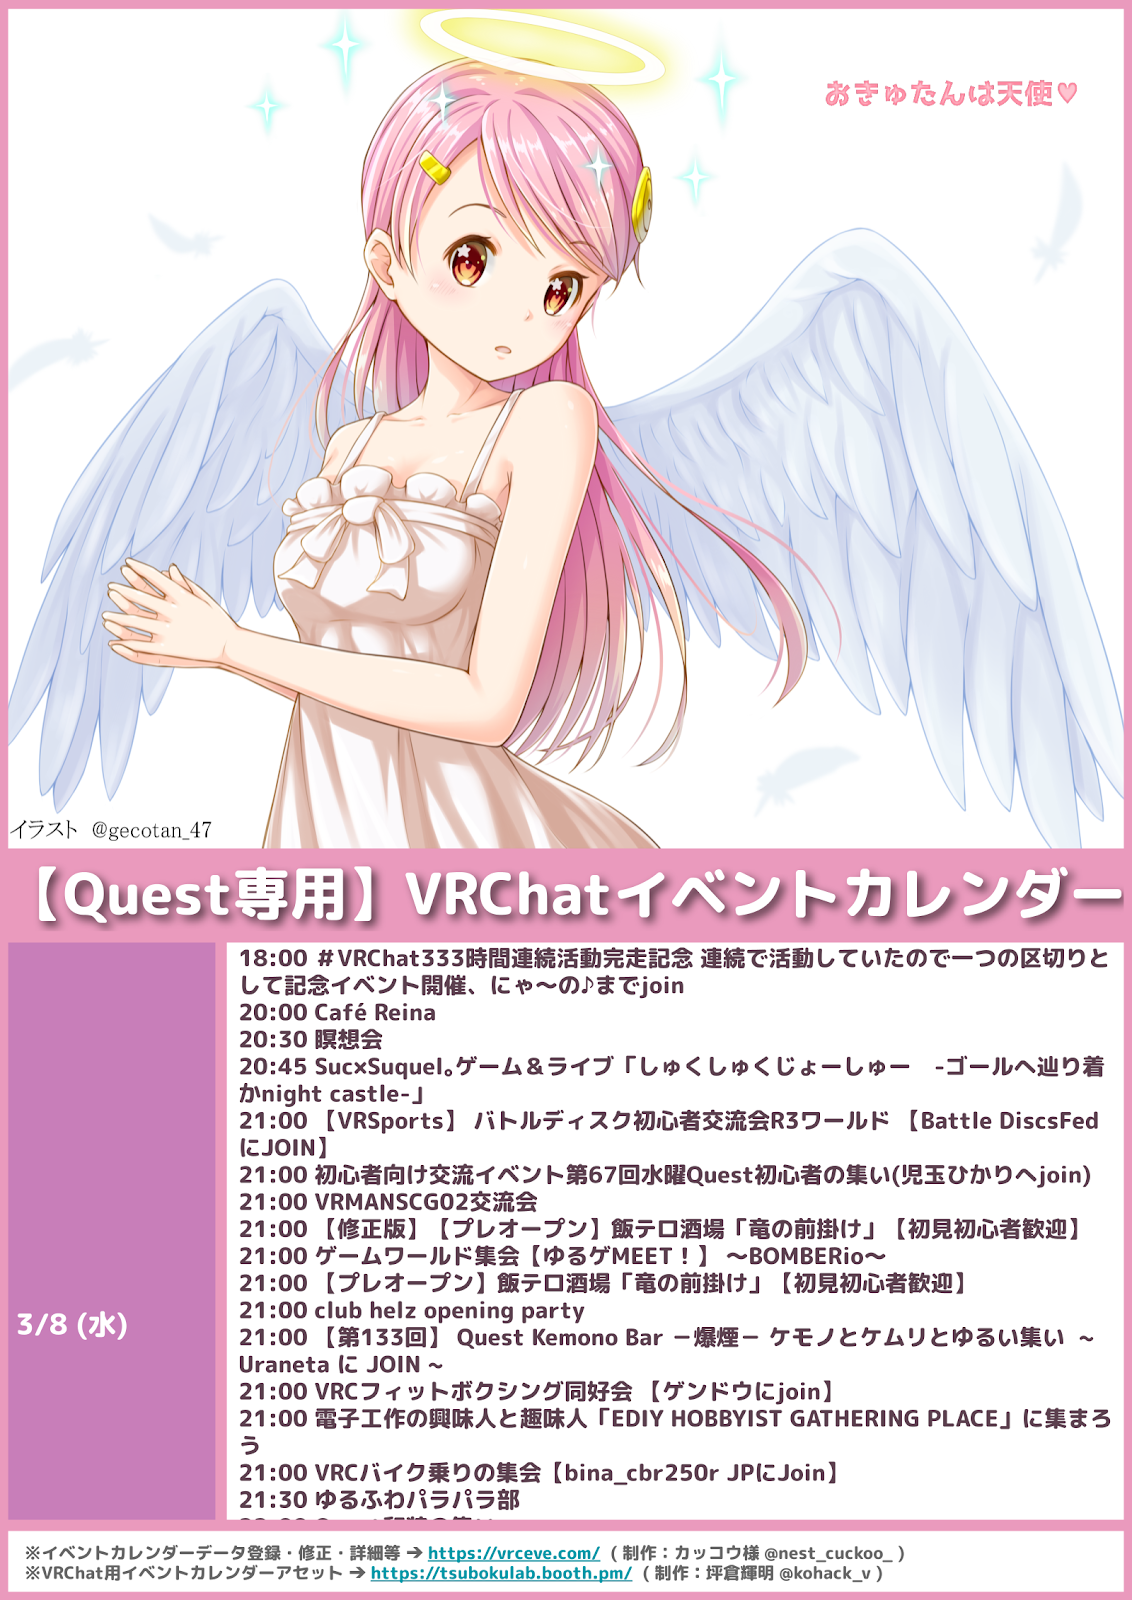 おきゅたんは天使♥
イラスト @gecotan_47
【Quest専用】VRChatイベントカレンダー
3/8 (水)
18:00 ＃VRChat333時間連続活動完走記念 連続で活動していたので一つの区切りと
して記念イベント開催、にゃ～の♪までjoin
20:00 Café Reina
20:30 瞑想会
20:45 Suc×Suquel｡ゲーム＆ライブ「しゅくしゅくじょーしゅー　-ゴールへ辿り着
かnight castle-」
21:00 【VRSports】 バトルディスク初心者交流会R3ワールド 【Battle DiscsFed
にJOIN】
21:00 初心者向け交流イベント第67回水曜Quest初心者の集い(児玉ひかりへjoin)
21:00 VRMANSCG02交流会
21:00 【修正版】【プレオープン】飯テロ酒場「竜の前掛け」【初見初心者歓迎】
21:00 ゲームワールド集会【ゆるゲMEET！】 ～BOMBERio～
21:00 【プレオープン】飯テロ酒場「竜の前掛け」【初見初心者歓迎】
21:00 club helz opening party
21:00 【第133回】 Quest Kemono Bar －爆煙－ ケモノとケムリとゆるい集い ~
Uraneta に JOIN ~
21:00 VRCフィットボクシング同好会 【ゲンドウにjoin】
21:00 電子工作の興味人と趣味人「EDIY HOBBYIST GATHERING PLACE」に集まろ
う
21:00 VRCバイク乗りの集会【bina_cbr250r JPにJoin】
21:30 ゆるふわパラパラ部
※イベントカレンダーデータ登録・修正・詳細等 ➔ https://vrceve.com/ （ 制作：カッコウ様 @nest_cuckoo_ ）
※VRChat用イベントカレンダーアセット ➔ https://tsubokulab.booth.pm/ （ 制作：坪倉輝明 @kohack_v ）